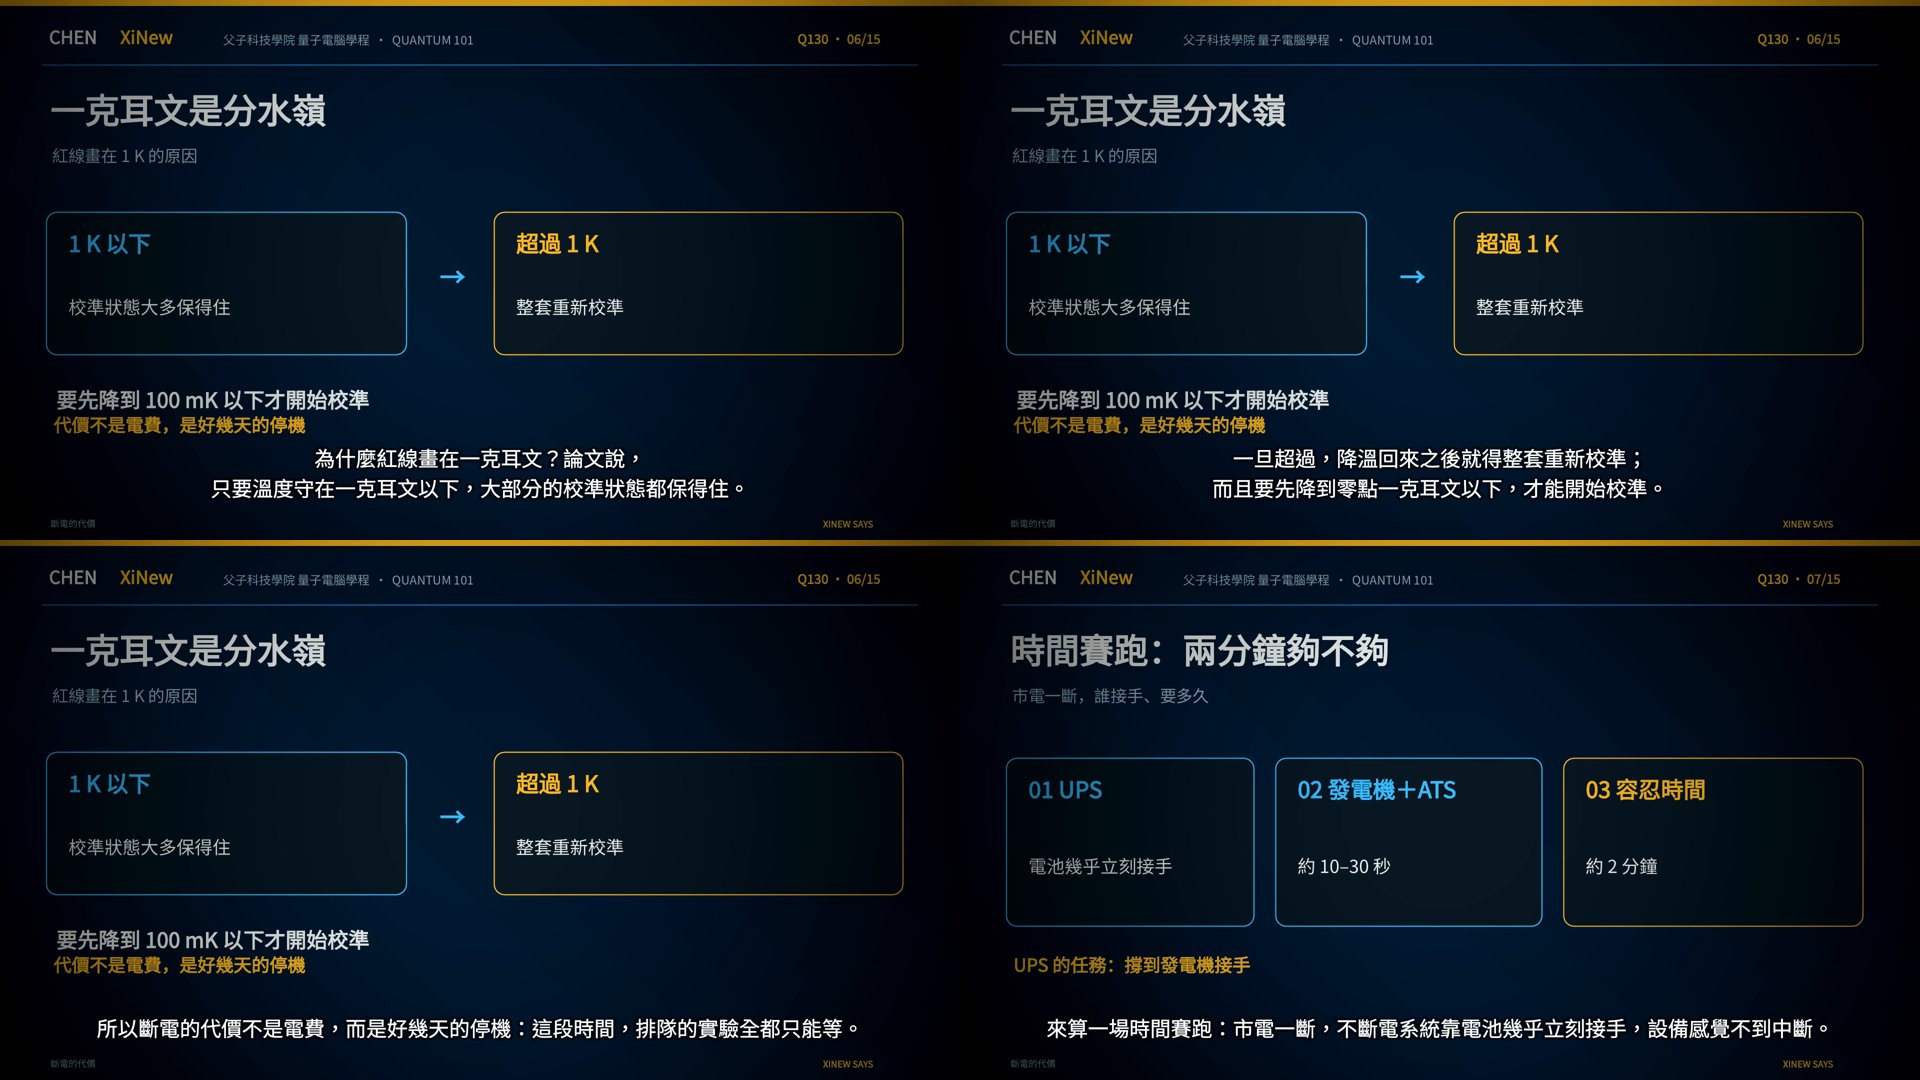 CHEN XiNew 父子科技學院 量子電腦學程 · QUANTUM 101 Q130 · 06/15
一克耳文是分水嶺
紅線畫在 1 K 的原因
1 K 以下
校準狀態大多保得住
→
超過 1 K
整套重新校準
要先降到 100 mK 以下才開始校準
代價不是電費，是好幾天的停機
為什麼紅線畫在一克耳文？論文說，
只要溫度守在一克耳文以下，大部分的校準狀態都保得住。
斷電的代價 XINEW SAYS
CHEN XiNew 父子科技學院 量子電腦學程 · QUANTUM 101 Q130 · 06/15
一克耳文是分水嶺
紅線畫在 1 K 的原因
1 K 以下
校準狀態大多保得住
→
超過 1 K
整套重新校準
要先降到 100 mK 以下才開始校準
代價不是電費，是好幾天的停機
一旦超過，降溫回來之後就得整套重新校準；
而且要先降到零點一克耳文以下，才能開始校準。
斷電的代價 XINEW SAYS
CHEN XiNew 父子科技學院 量子電腦學程 · QUANTUM 101 Q130 · 06/15
一克耳文是分水嶺
紅線畫在 1 K 的原因
1 K 以下
校準狀態大多保得住
→
超過 1 K
整套重新校準
要先降到 100 mK 以下才開始校準
代價不是電費，是好幾天的停機
所以斷電的代價不是電費，而是好幾天的停機：這段時間，排隊的實驗全都只能等。
斷電的代價 XINEW SAYS
CHEN XiNew 父子科技學院 量子電腦學程 · QUANTUM 101 Q130 · 07/15
時間賽跑：兩分鐘夠不夠
市電一斷，誰接手、要多久
01 UPS
電池幾乎立刻接手
02 發電機＋ATS
約 10–30 秒
03 容忍時間
約 2 分鐘
UPS 的任務：撐到發電機接手
來算一場時間賽跑：市電一斷，不斷電系統靠電池幾乎立刻接手，設備感覺不到中斷。
斷電的代價 XINEW SAYS